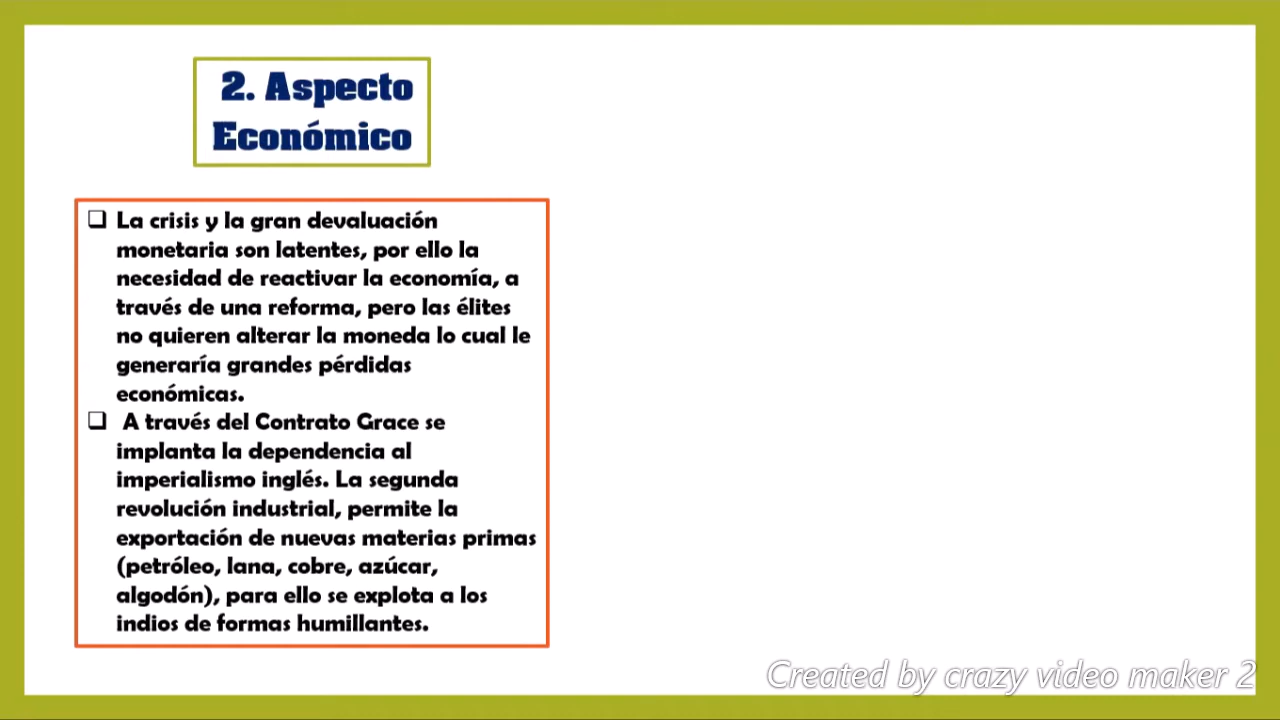 2. Aspecto
Económico
❑ La crisis y la gran devaluación
monetaria son latentes, por ello la
necesidad de reactivar la economía, a
través de una reforma, pero las élites
no quieren alterar la moneda lo cual le
generaría grandes pérdidas
económicas.
❑ A través del Contrato Grace se
implanta la dependencia al
imperialismo inglés. La segunda
revolución industrial, permite la
exportación de nuevas materias primas
(petróleo, lana, cobre, azúcar,
algodón), para ello se explota a los
indios de formas humillantes.
Created by crazy video maker 2